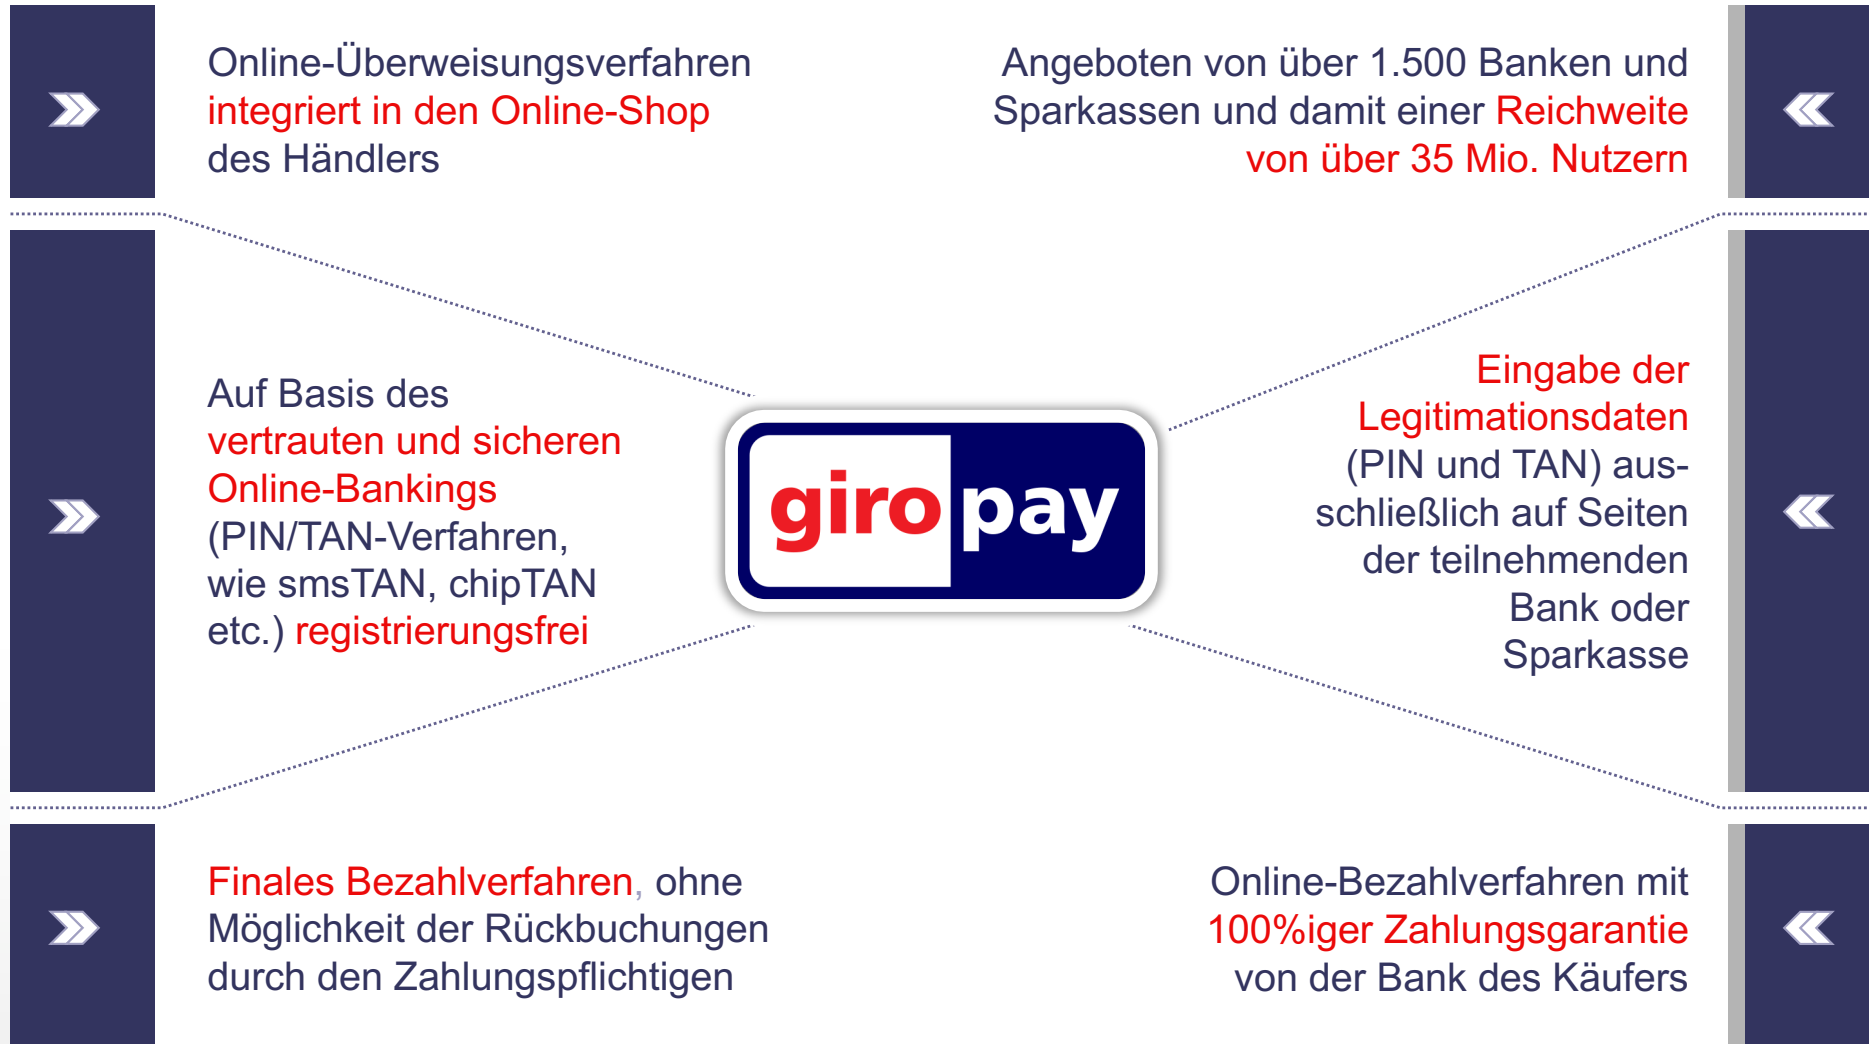 Online-Überweisungsverfahren
integriert in den Online-Shop
des Händlers
Angeboten von über 1.500 Banken und
Sparkassen und damit einer Reichweite
von über 35 Mio. Nutzern
Auf Basis des
vertrauten und sicheren
Online-Bankings
(PIN/TAN-Verfahren,
wie smsTAN, chipTAN
etc.) registrierungsfrei
giropay
Eingabe der
Legitimationsdaten
(PIN und TAN) aus-
schließlich auf Seiten
der teilnehmenden
Bank oder
Sparkasse
Finales Bezahlverfahren, ohne
Möglichkeit der Rückbuchungen
durch den Zahlungspflichtigen
Online-Bezahlverfahren mit
100%iger Zahlungsgarantie
von der Bank des Käufers